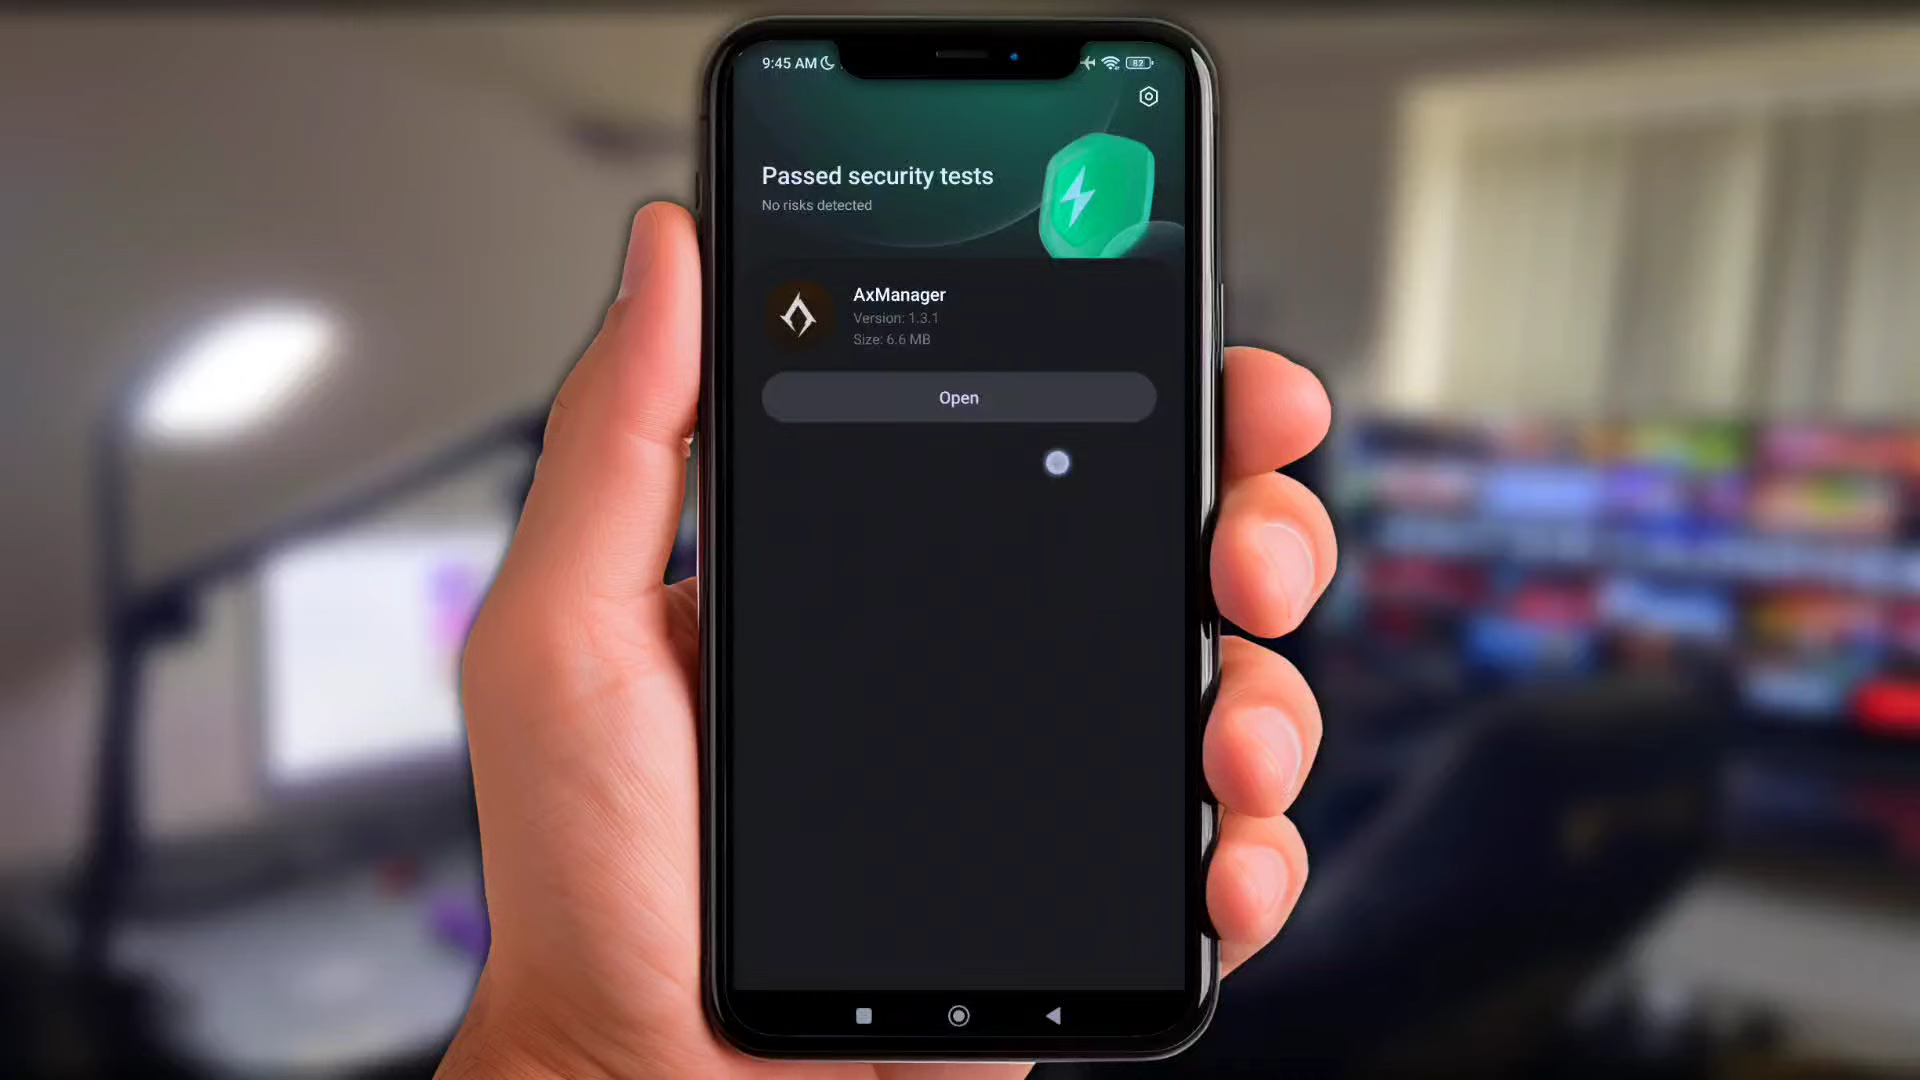 9:45 AM
82
Passed security tests
No risks detected
AxManager
Version: 1.3.1
Size: 6.6 MB
Open